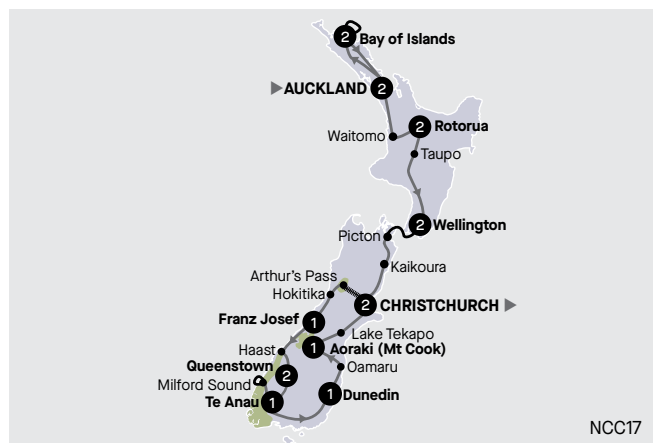 2 Bay of Islands
▶AUCKLAND 2
2 Rotorua
Waitomo
Taupo
2 Wellington
Picton
Kaikoura
Arthur's Pass
Hokitika
2 CHRISTCHURCH ▶
Franz Josef 1
Lake Tekapo
1 Aoraki (Mt Cook)
Haast
Oamaru
Queenstown 2
Milford Sound
Te Anau 1
1 Dunedin
NCC17